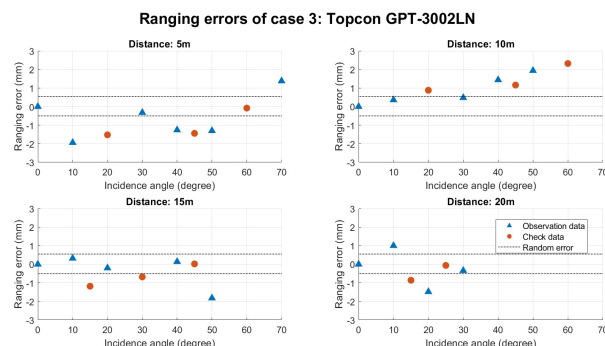 Ranging errors of case 3: Topcon GPT-3002LN
Distance: 5m
3
2
1
0
-1
-2
-3
Ranging error (mm)
0 10 20 30 40 50 60 70
Incidence angle (degree)
Distance: 10m
3
2
1
0
-1
-2
-3
Ranging error (mm)
0 10 20 30 40 50 60 70
Incidence angle (degree)
Distance: 15m
3
2
1
0
-1
-2
-3
Ranging error (mm)
0 10 20 30 40 50 60 70
Incidence angle (degree)
Distance: 20m
3
2
1
0
-1
-2
-3
Ranging error (mm)
0 10 20 30 40 50 60 70
Incidence angle (degree)
Observation data
Check data
Random error